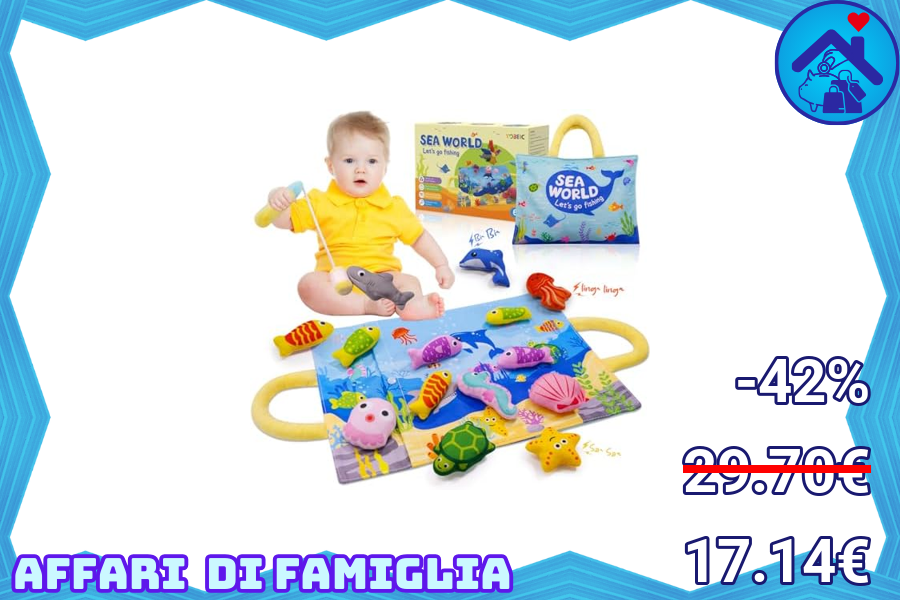 SEA WORLD
Let's go fishing
SEA
WORLD
Let's go fishing
-42%
29.70€
17.14€
AFFARI DI FAMIGLIA